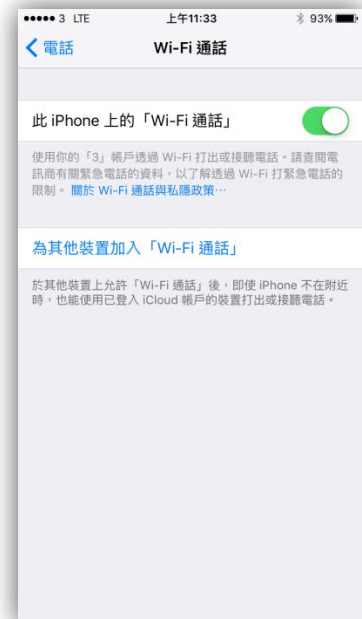 ●●●●● 3 LTE 上午11:33 93%
電話 Wi-Fi 通話
此 iPhone 上的「Wi-Fi 通話」
使用你的「3」帳戶透過 Wi-Fi 打出或接聽電話。請查閱電
訊商有關緊急電話的資料，以了解透過 Wi-Fi 打緊急電話的
限制。 關於 Wi-Fi 通話與私隱政策…
為其他裝置加入「Wi-Fi 通話」
於其他裝置上允許「Wi-Fi 通話」後，即使 iPhone 不在附近
時，也能使用已登入 iCloud 帳戶的裝置打出或接聽電話。